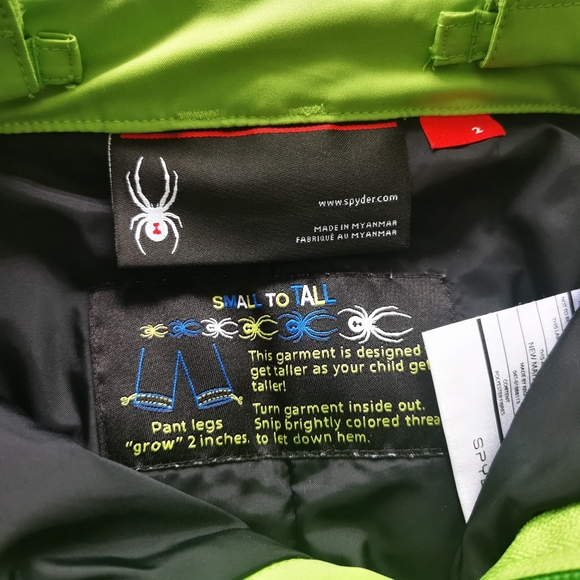 2
www.spyder.com
MADE IN MYANMAR
FABRIQUÉ AU MYANMAR
SMALL TO TALL
This garment is designed
get taller as your child get
taller!
Turn garment inside out.
Snip brightly colored threa
to let down hem.
Pant legs
"grow" 2 inches.